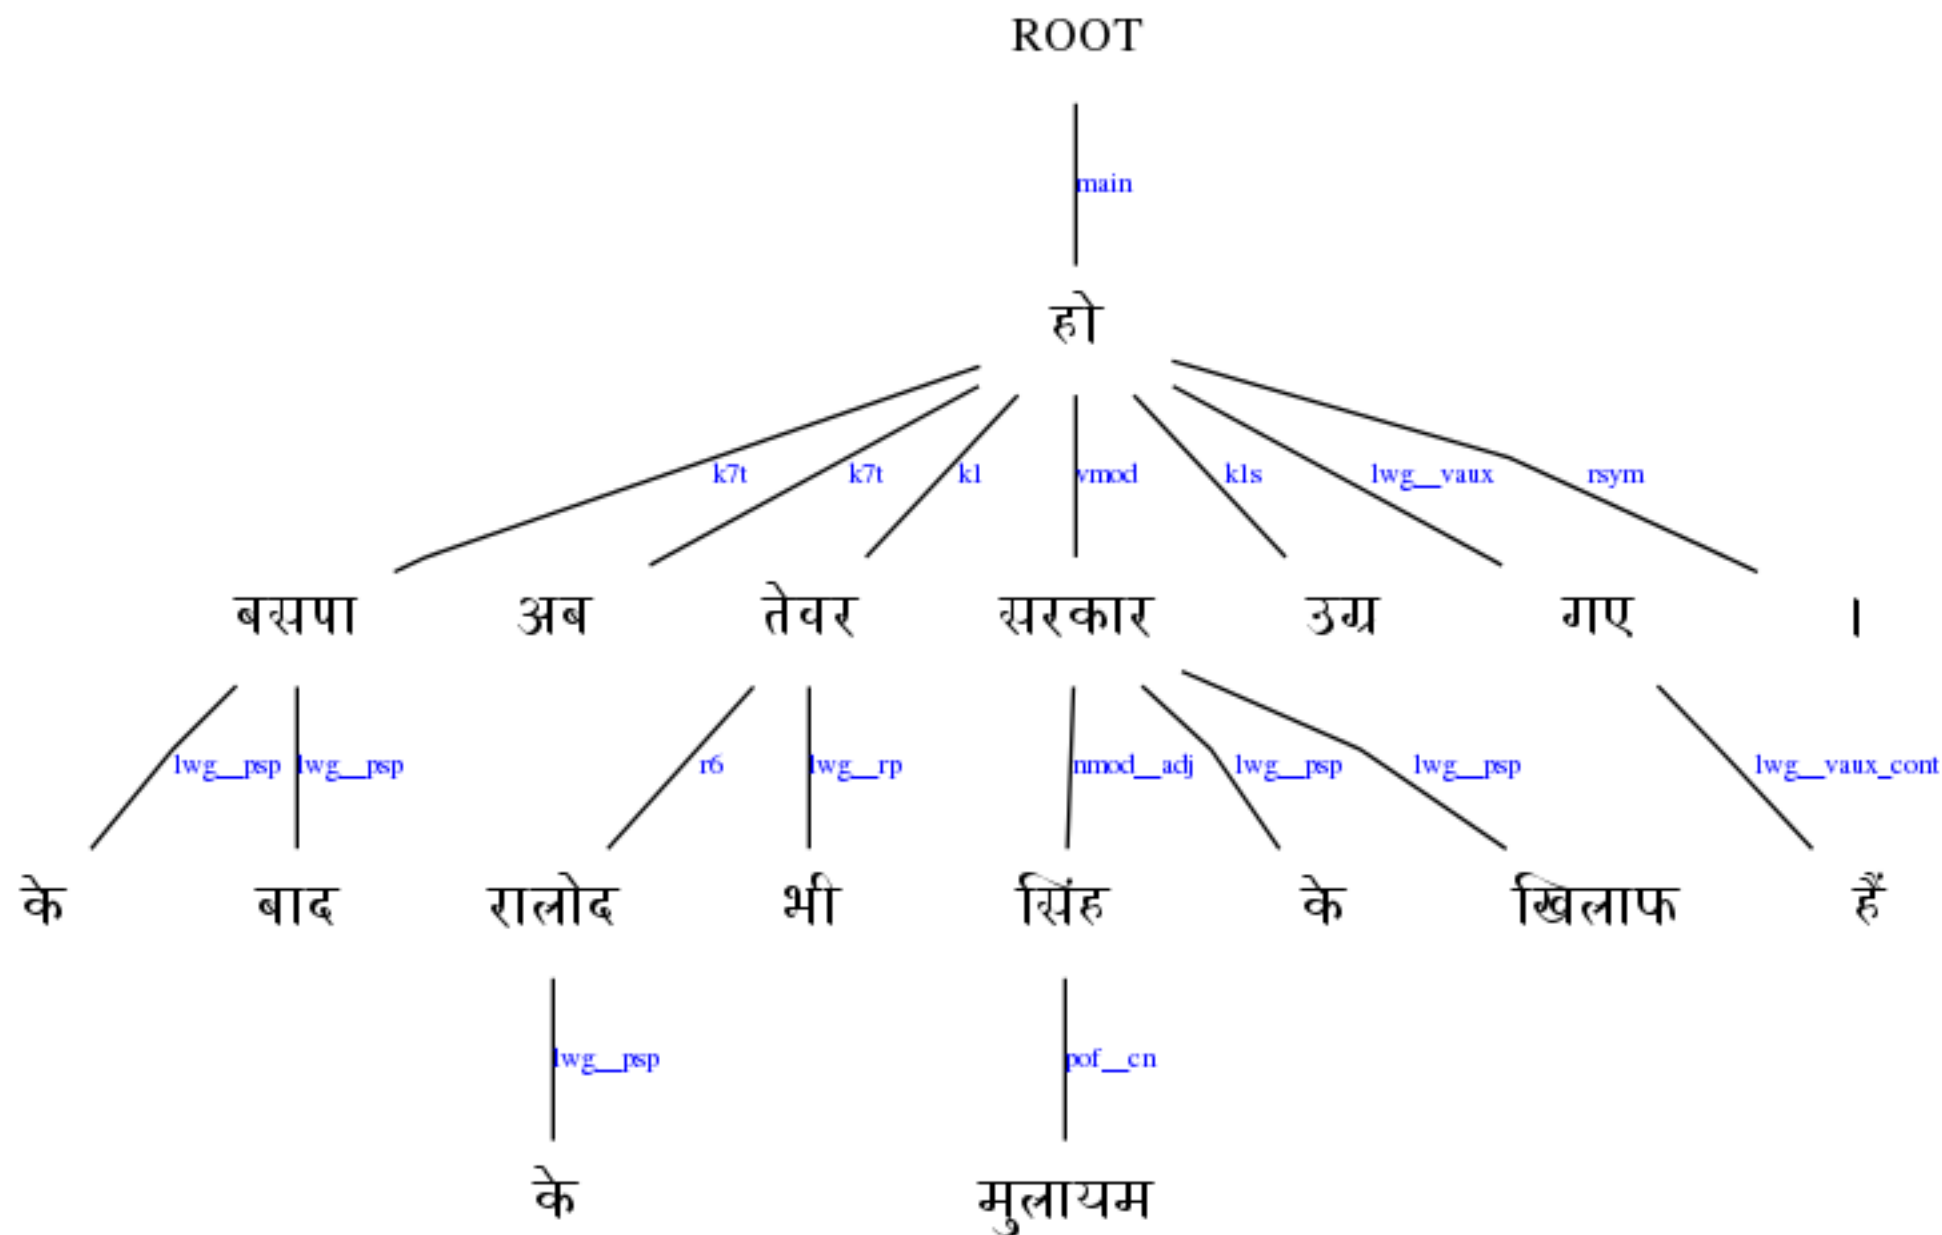 ROOT
main
हो
k7t k7t k1 vmod k1s lwg__vaux rsym
बसपा अब तेवर सरकार उग्र गए ।
lwg__psp lwg__psp r6 lwg__rp nmod__adj lwg__psp lwg__psp lwg__vaux_cont
के बाद रालोद भी सिंह के खिलाफ हैं
lwg__psp pof__cn
के मुलायम